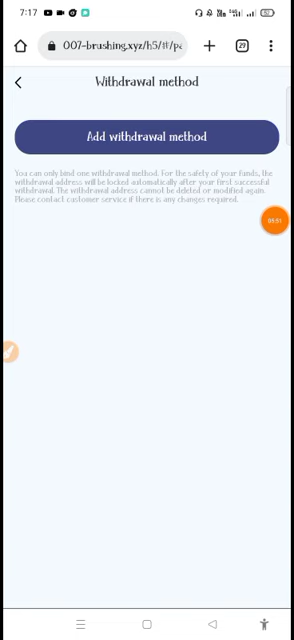 7:17
007-brushing.xyz/h5/#/pa
29
Withdrawal method
Add withdrawal method
You can only bind one withdrawal method. For the safety of your funds, the
withdrawal address will be locked automatically after your first successful
withdrawal. The withdrawal address cannot be deleted or modified again.
Please contact customer service if there is any changes required.